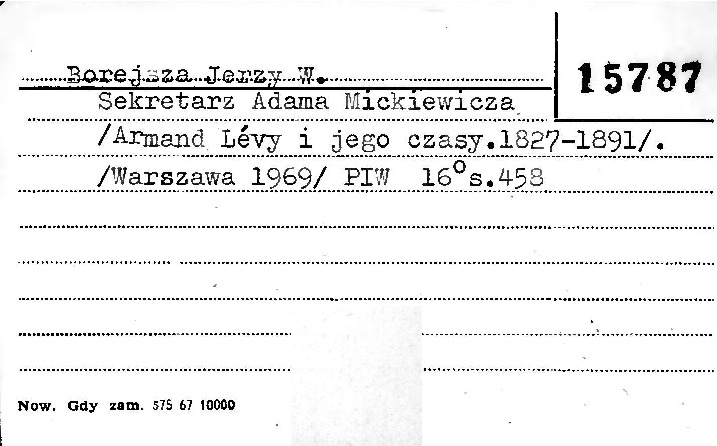 Borejsza Jerzy W.
15787
Sekretarz Adama Mickiewicza
/Armand Lévy i jego czasy.1827-1891/.
/Warszawa 1969/ PIW 16°s.458
Now. Gdy zam. 575 67 10000